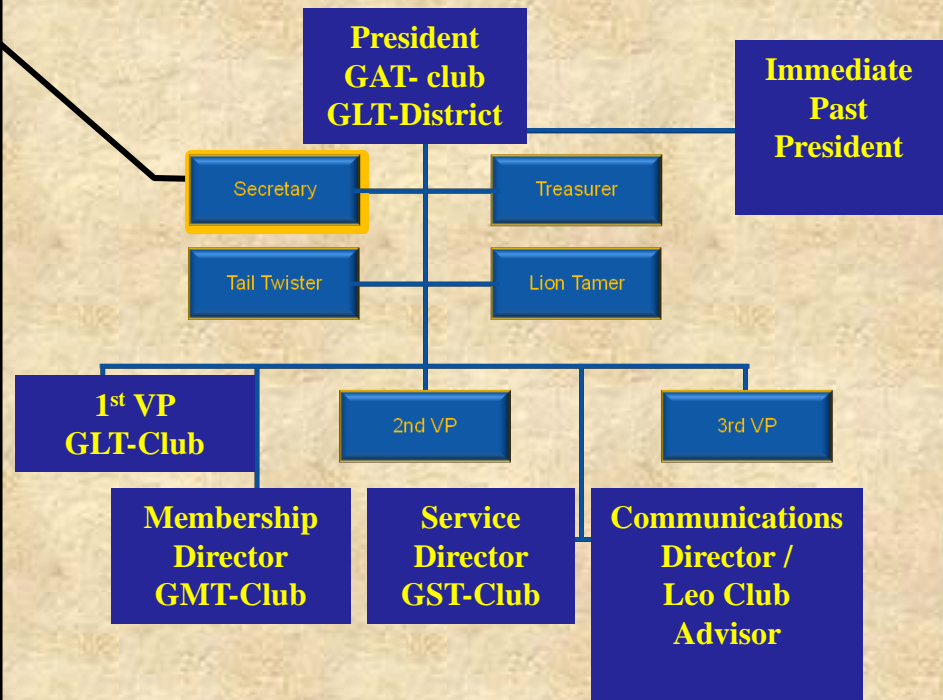 President
GAT- club
GLT-District
Immediate
Past
President
Secretary
Treasurer
Tail Twister
Lion Tamer
1st VP
GLT-Club
2nd VP
3rd VP
Membership
Director
GMT-Club
Service
Director
GST-Club
Communications
Director /
Leo Club
Advisor